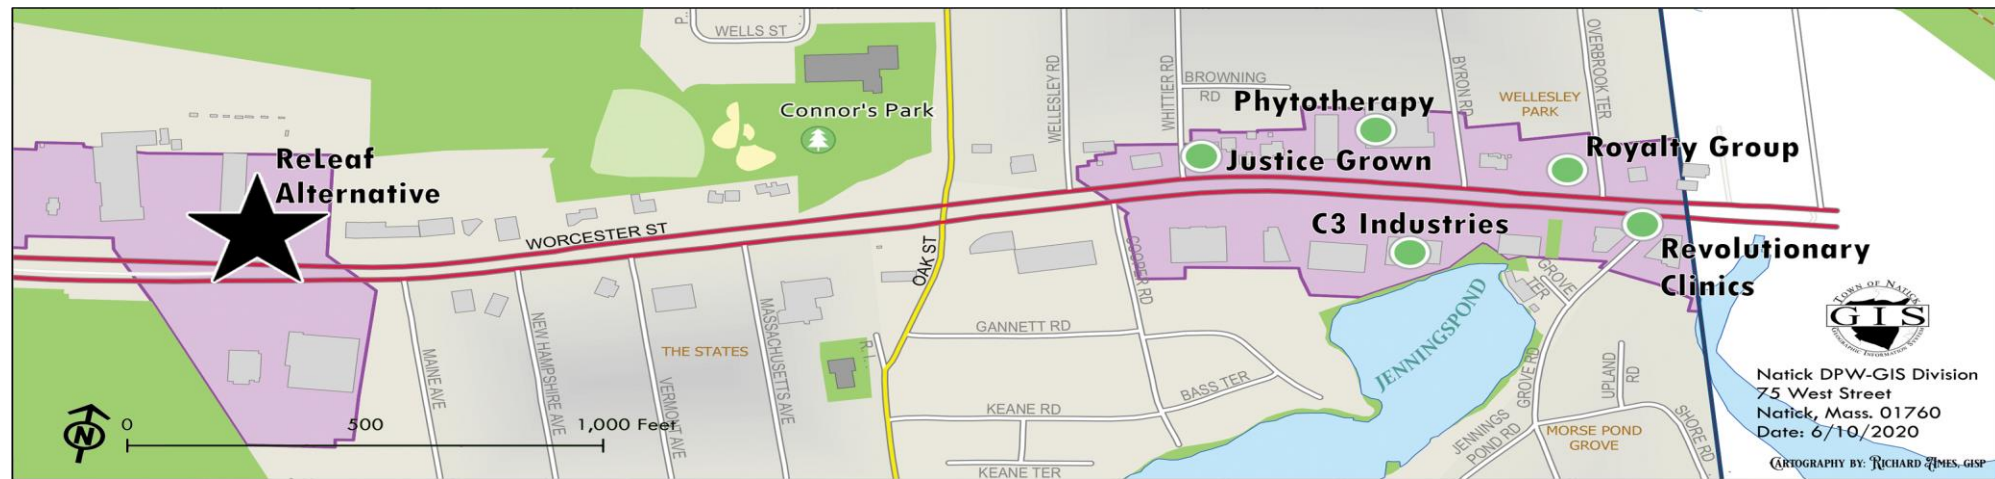 P.
WELLS ST
Connor's Park
ReLeaf
Alternative
WORCESTER ST
OAK ST
WELLESLEY RD
WHITTIER RD
BROWNING
RD
BYRON RD
OVERBROOK TER
WELLESLEY
PARK
Phytotherapy
Justice Grown
Royalty Group
C3 Industries
Revolutionary
Clinics
COOPER RD
GROVE
TER
MAINE AVE
NEW HAMPSHIRE AVE
VERMONT AVE
THE STATES
MASSACHUSETTS AVE
R. I.
GANNETT RD
BASS TER
KEANE RD
KEANE TER
JENNINGSPOND
JENNINGS
POND RD
GROVE RD
UPLAND
RD
MORSE POND
GROVE
SHORE RD
N
0 500 1,000 Feet
TOWN OF NATICK
GIS
GEOGRAPHIC INFORMATION SYSTEM
Natick DPW-GIS Division
75 West Street
Natick, Mass. 01760
Date: 6/10/2020
CARTOGRAPHY BY: RICHARD AMES, GISP